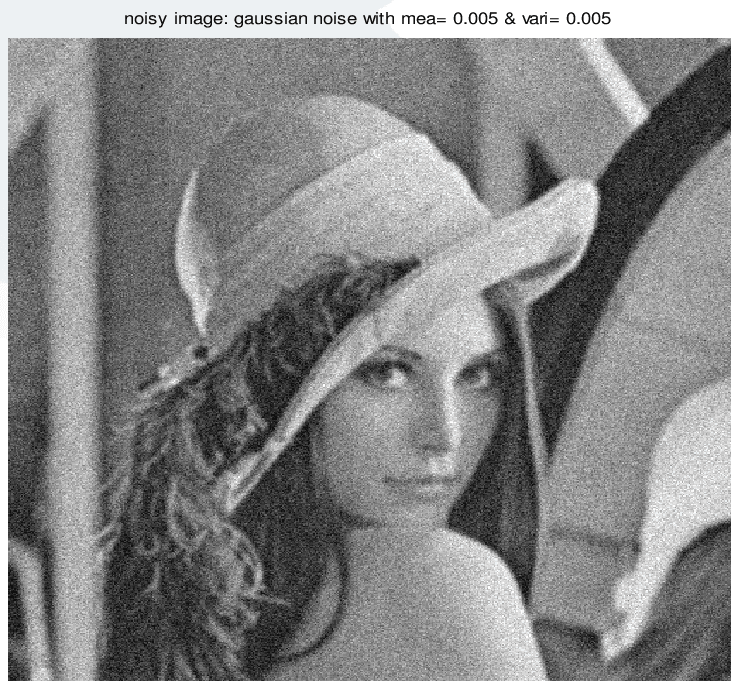 noisy image: gaussian noise with mea= 0.005 & vari= 0.005